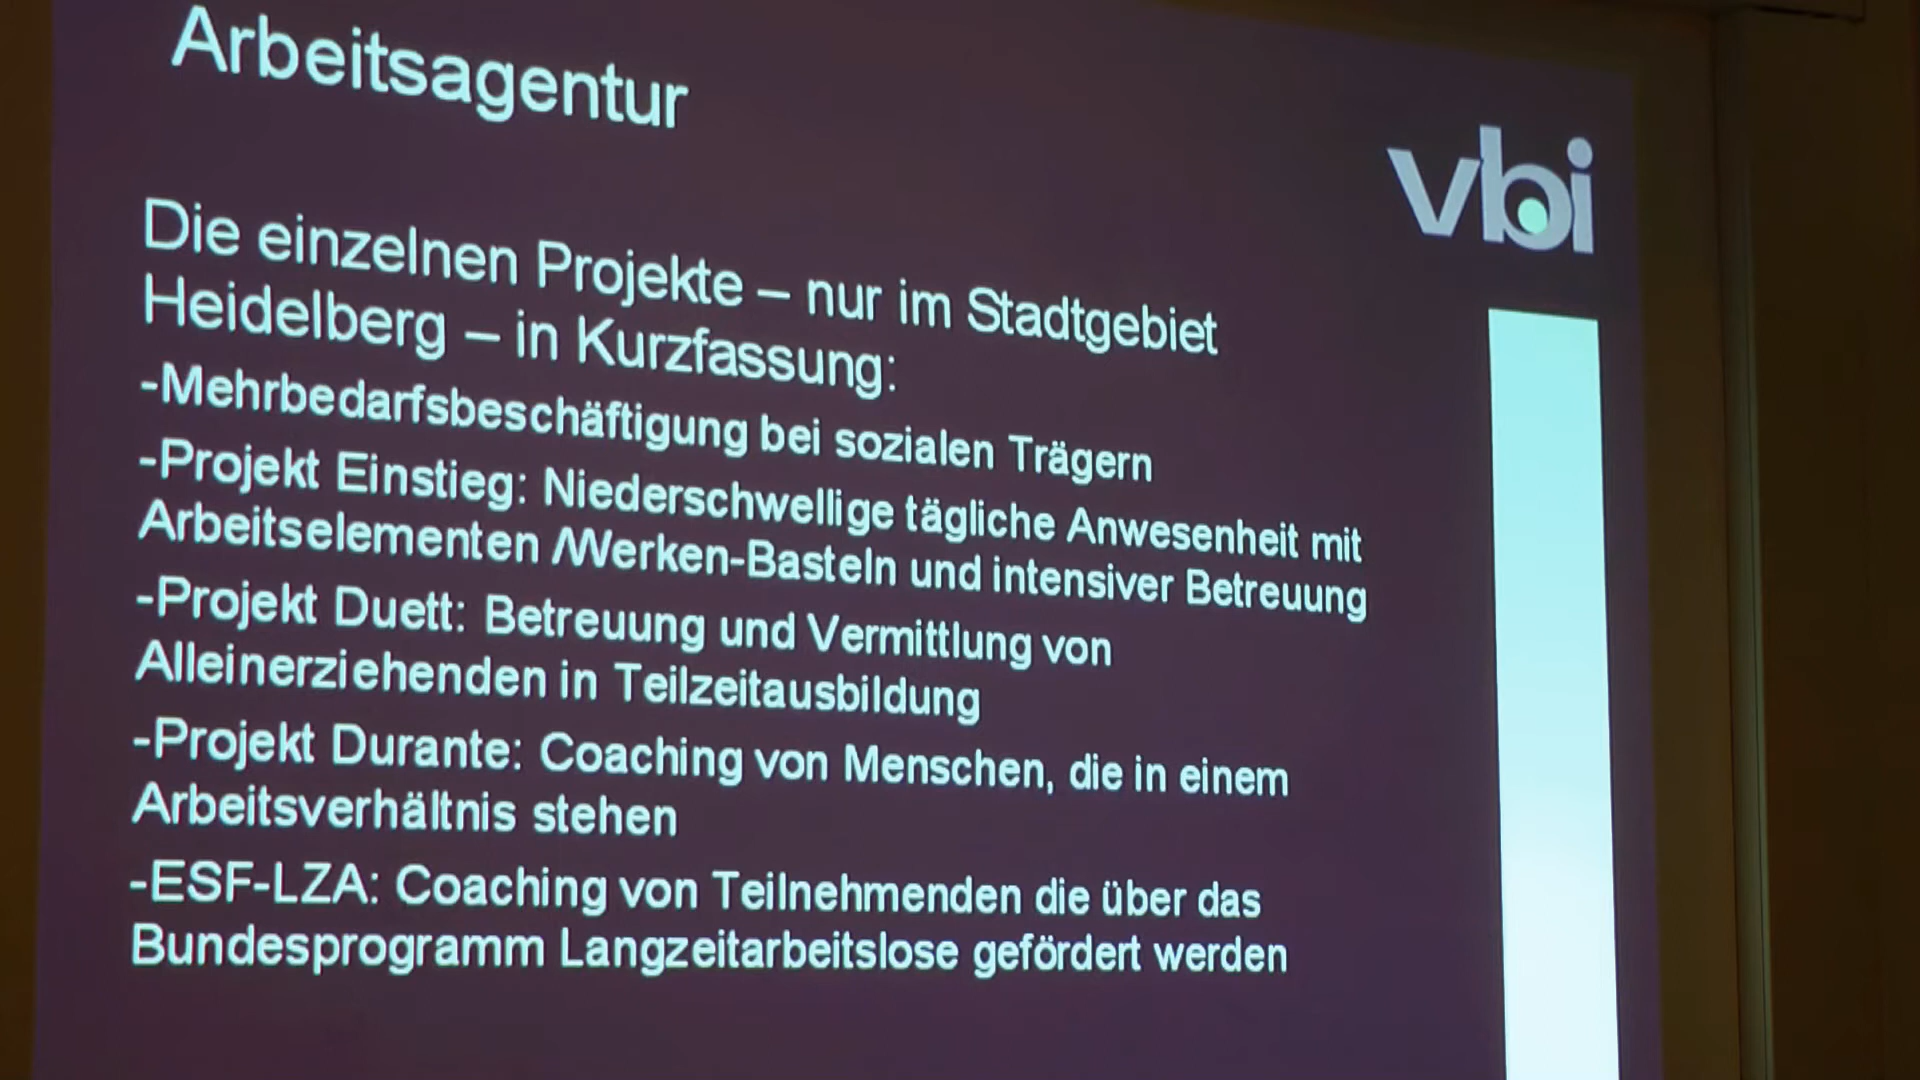 Arbeitsagentur
vbi
Die einzelnen Projekte – nur im Stadtgebiet
Heidelberg – in Kurzfassung:
-Mehrbedarfsbeschäftigung bei sozialen Trägern
-Projekt Einstieg: Niederschwellige tägliche Anwesenheit mit
Arbeitselementen /Werken-Basteln und intensiver Betreuung
-Projekt Duett: Betreuung und Vermittlung von
Alleinerziehenden in Teilzeitausbildung
-Projekt Durante: Coaching von Menschen, die in einem
Arbeitsverhältnis stehen
-ESF-LZA: Coaching von Teilnehmenden die über das
Bundesprogramm Langzeitarbeitslose gefördert werden